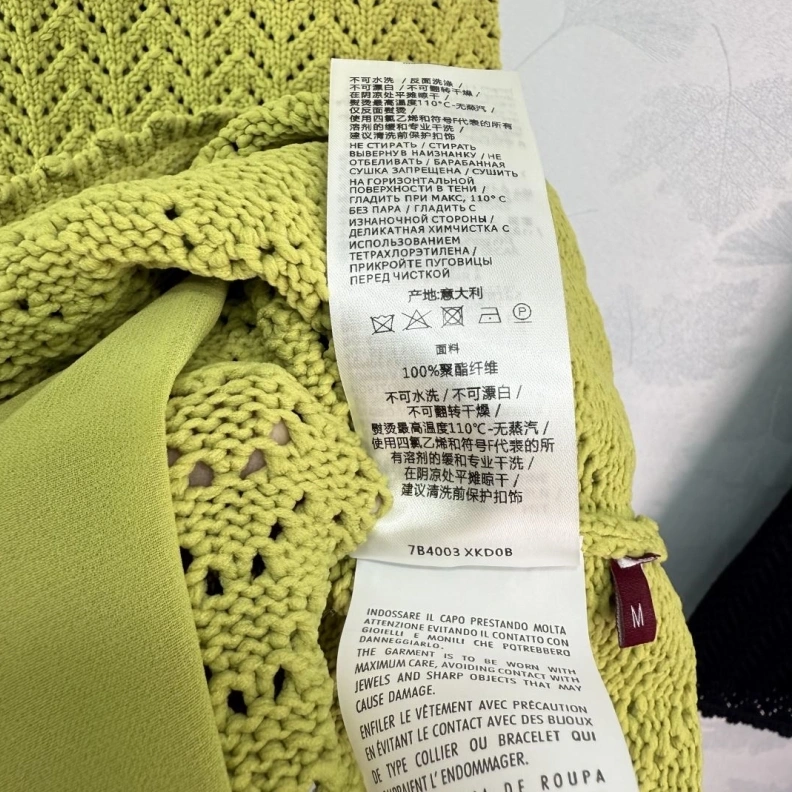 不可水洗 / 反面洗涤 /
不可漂白 / 不可翻转干燥 /
在阴凉处平摊晾干 /
熨烫最高温度110°C-无蒸汽 /
仅反面熨烫 /
使用四氯乙烯和符号F代表的所有
溶剂的缓和专业干洗 /
建议清洗前保护扣饰
НЕ СТИРАТЬ / СТИРАТЬ
ВЫВЕРНУВ НАИЗНАНКУ / НЕ
ОТБЕЛИВАТЬ / БАРАБАННАЯ
СУШКА ЗАПРЕЩЕНА / СУШИТЬ
НА ГОРИЗОНТАЛЬНОЙ
ПОВЕРХНОСТИ В ТЕНИ /
ГЛАДИТЬ ПРИ МАКС, 110° С
БЕЗ ПАРА / ГЛАДИТЬ С
ИЗНАНОЧНОЙ СТОРОНЫ /
ДЕЛИКАТНАЯ ХИМЧИСТКА С
ИСПОЛЬЗОВАНИЕМ
ТЕТРАХЛОРЭТИЛЕНА /
ПРИКРОЙТЕ ПУГОВИЦЫ
ПЕРЕД ЧИСТКОЙ
产地:意大利
P
面料
100%聚酯纤维
不可水洗 / 不可漂白 /
不可翻转干燥 /
熨烫最高温度110℃-无蒸汽 /
使用四氯乙烯和符号F代表的所
有溶剂的缓和专业干洗 /
在阴凉处平摊晾干 /
建议清洗前保护扣饰
7B4003 XKD0B
M
INDOSSARE IL CAPO PRESTANDO MOLTA
ATTENZIONE EVITANDO IL CONTATTO CON
GIOIELLI E MONILI CHE POTREBBERO
DANNEGGIARLO.
THE GARMENT IS TO BE WORN WITH
MAXIMUM CARE, AVOIDING CONTACT WITH
JEWELS AND SHARP OBJECTS THAT MAY
CAUSE DAMAGE.
ENFILER LE VÊTEMENT AVEC PRÉCAUTION
EN ÉVITANT LE CONTACT AVEC DES BIJOUX
DE TYPE COLLIER OU BRACELET QUI
L'ENDOMMAGER.
DE ROUPA